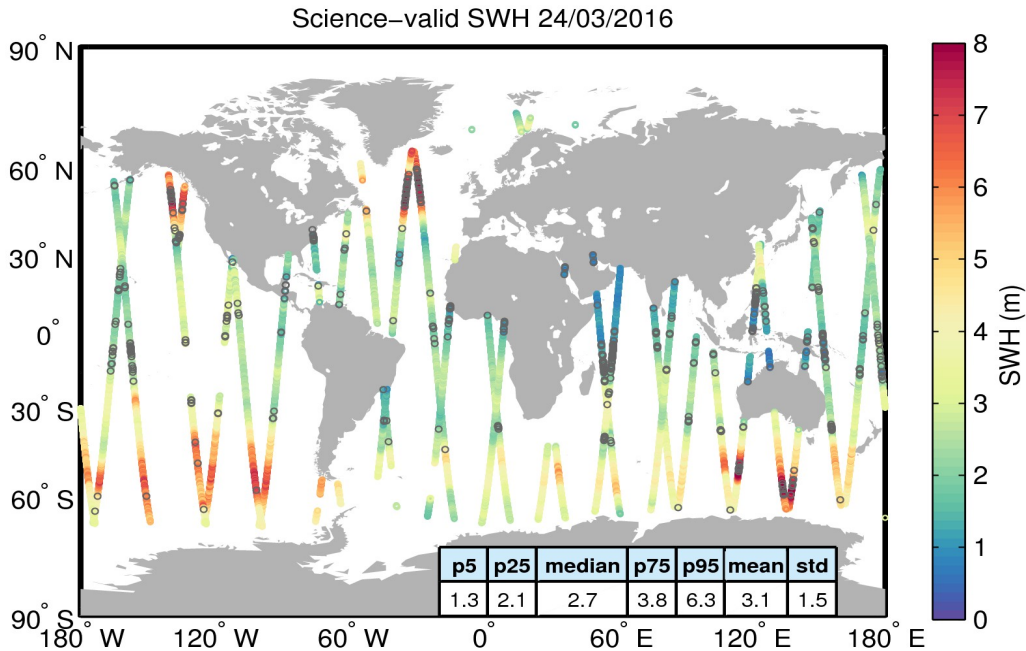 Science−valid SWH 24/03/2016
90° N
60° N
30° N
0°
30° S
60° S
90° S
180° W
120° W
60° W
0°
60° E
120° E
180° E
p5 p25 median p75 p95 mean std
1.3 2.1 2.7 3.8 6.3 3.1 1.5
8
7
6
5
4
3
2
1
0
SWH (m)